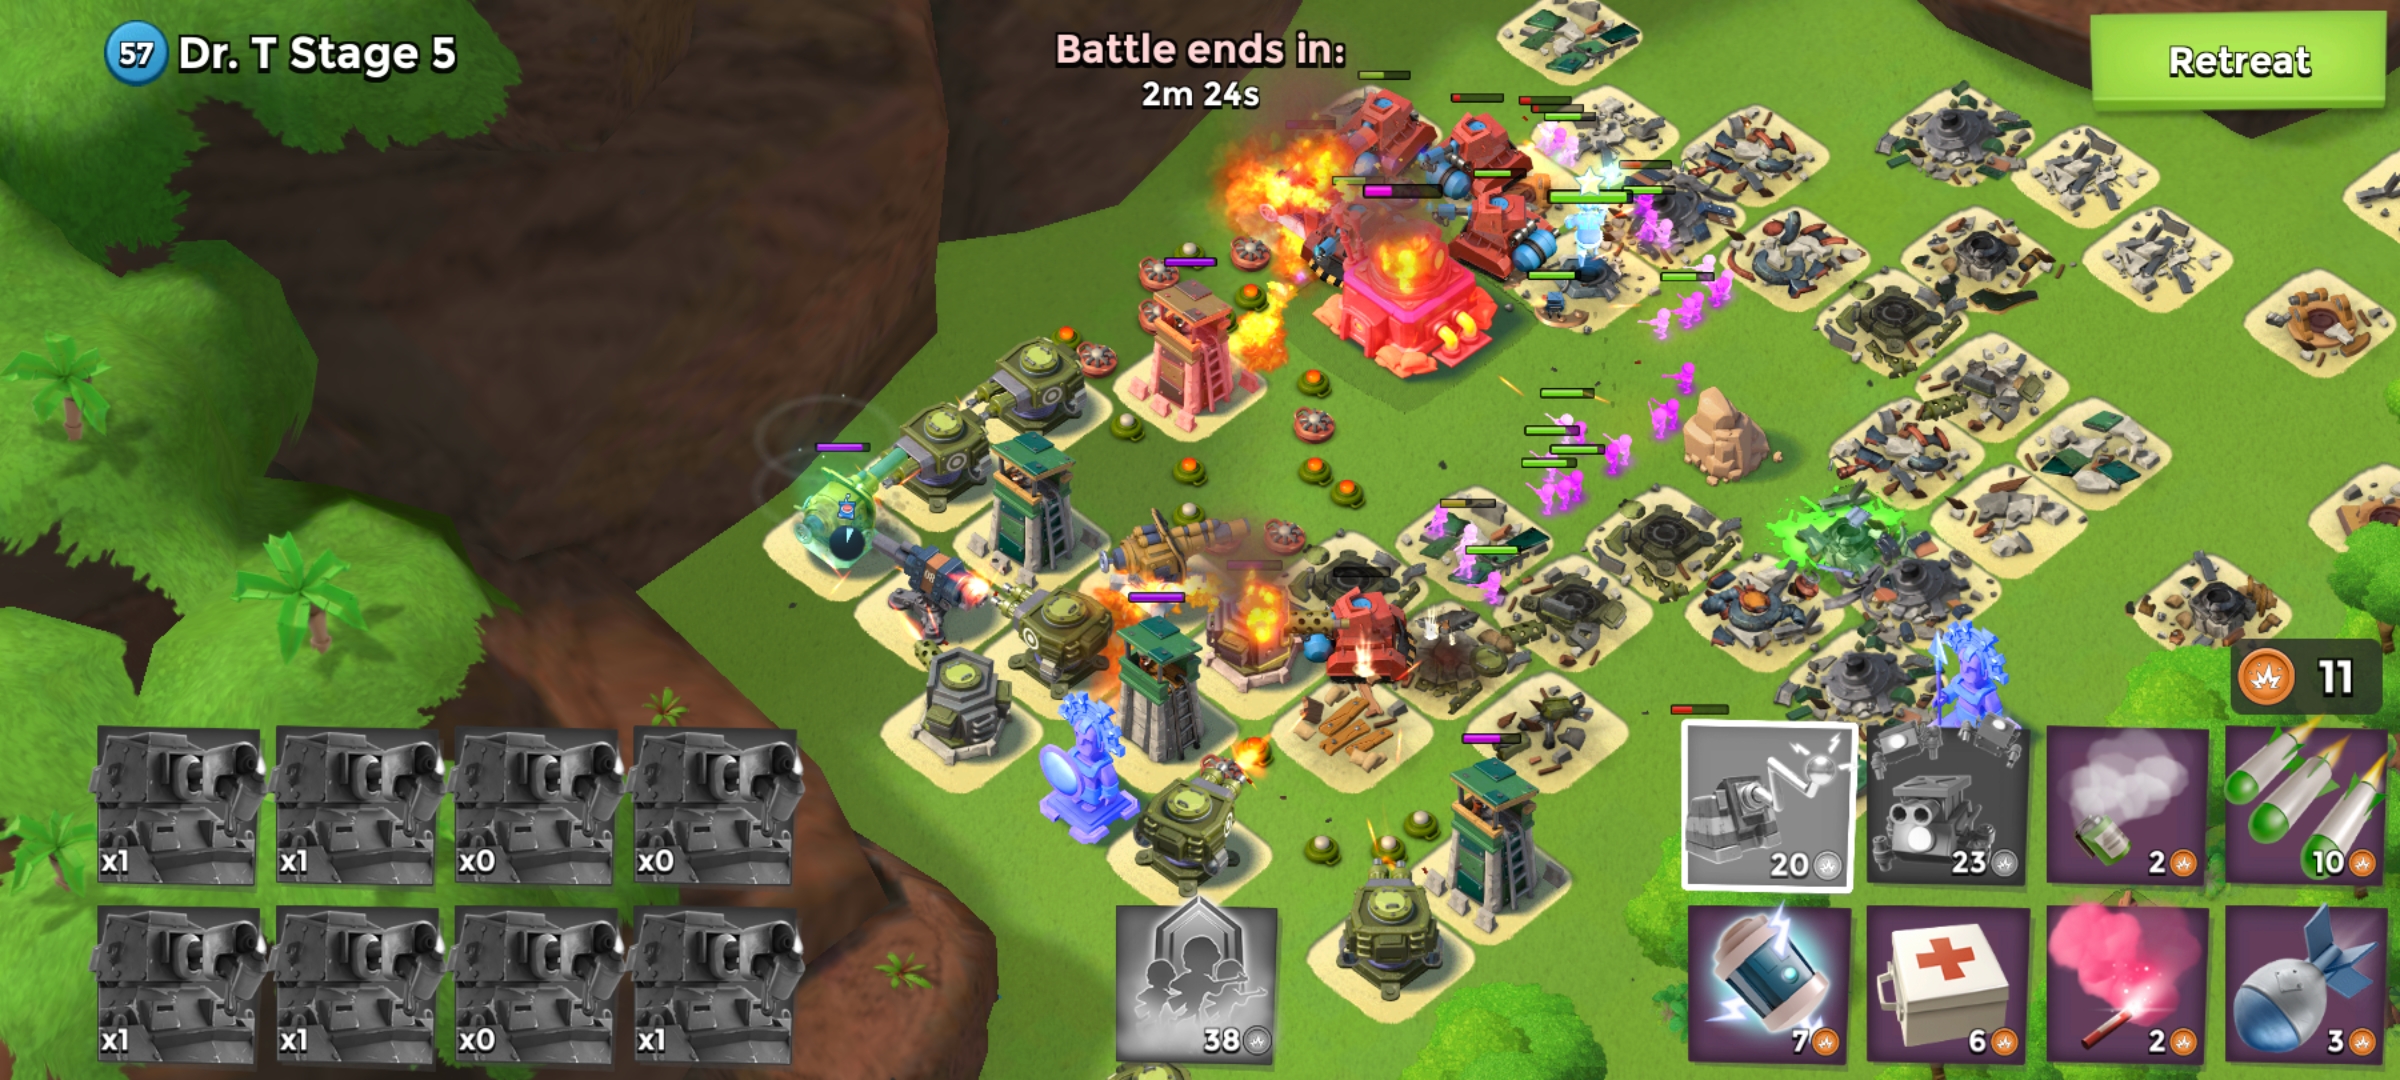 57 Dr. T Stage 5
Battle ends in:
2m 24s
Retreat
11
x1
x1
x0
x0
20
23
2
10
x1
x1
x0
x1
38
7
6
2
3